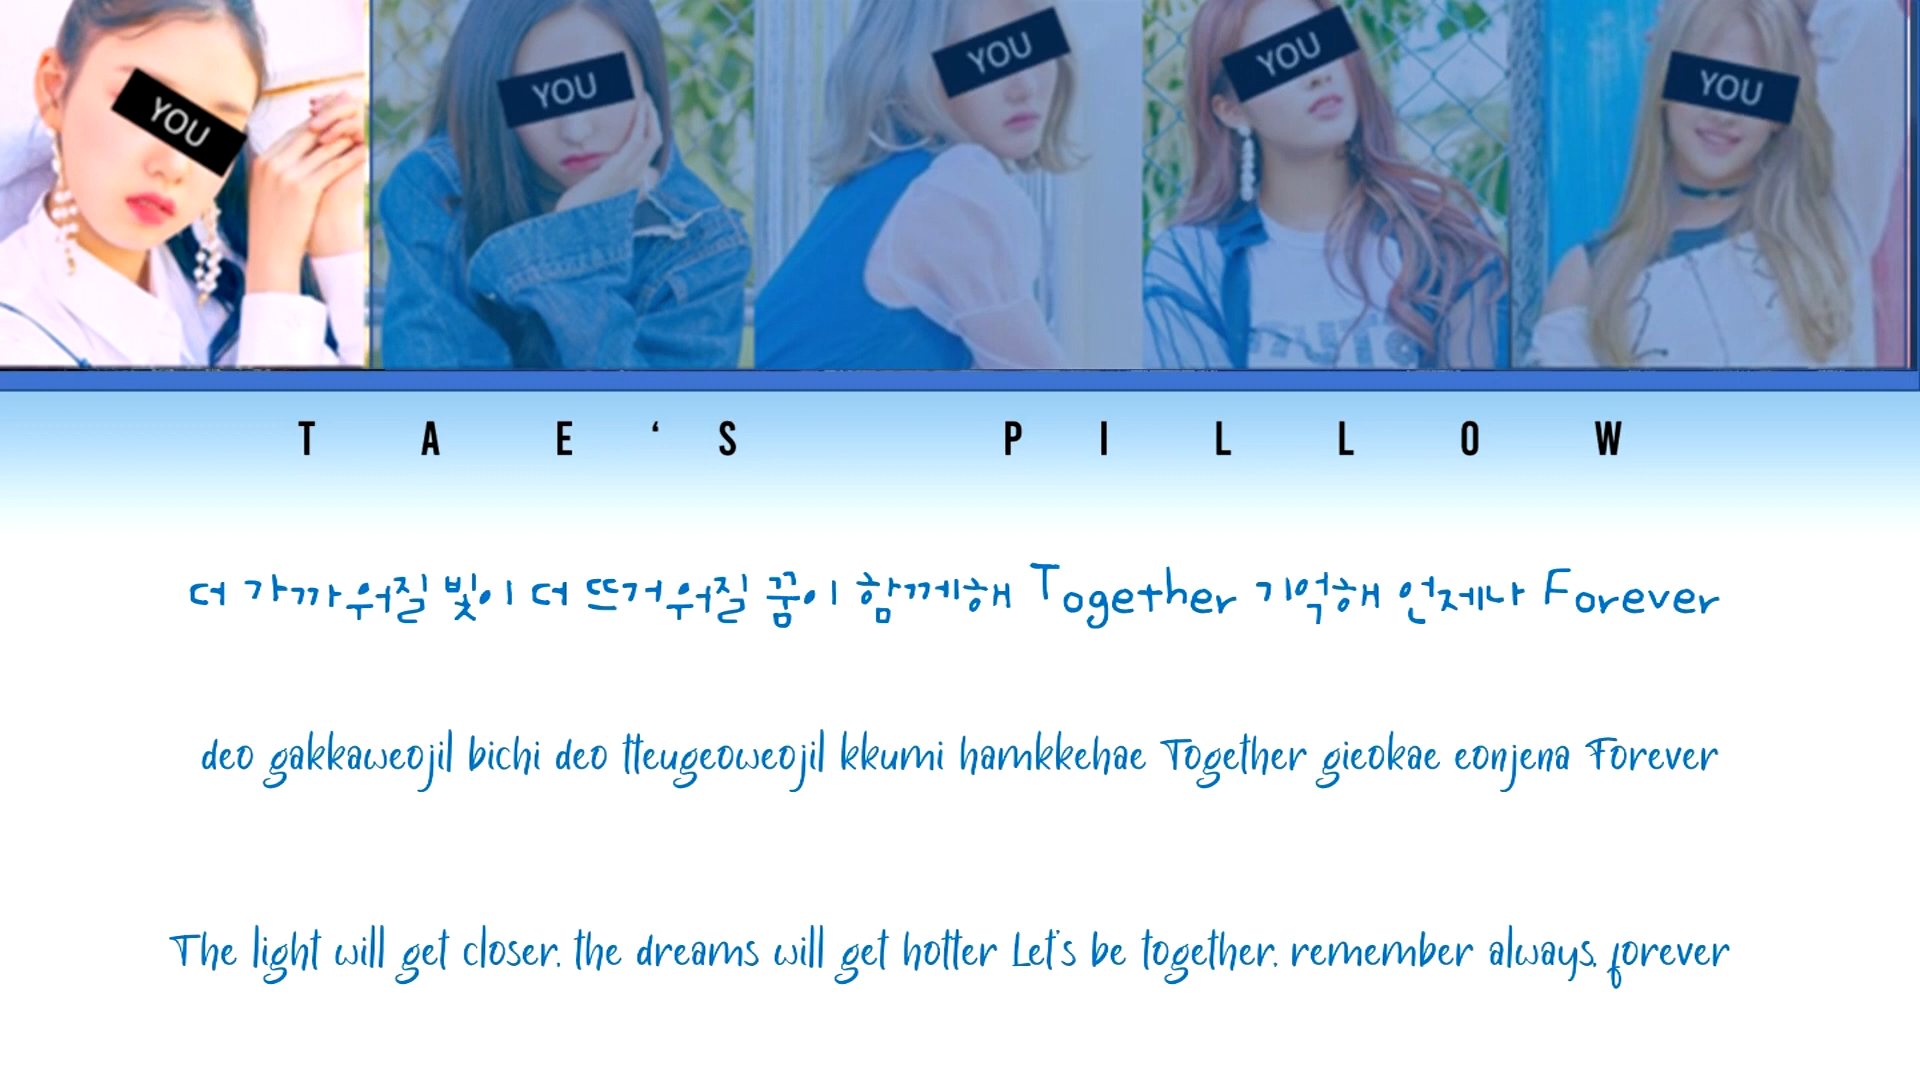 YOU YOU YOU YOU YOU
TAE‘S PILLOW
더 가까워질 빛이 더 뜨거워질 꿈이 함께해 Together 기억해 언제나 Forever
deo gakkaweojil bichi deo tteugeoweojil kkumi hamkkehae Together gieokae eonjena Forever
The light will get closer, the dreams will get hotter Let's be together, remember always, forever